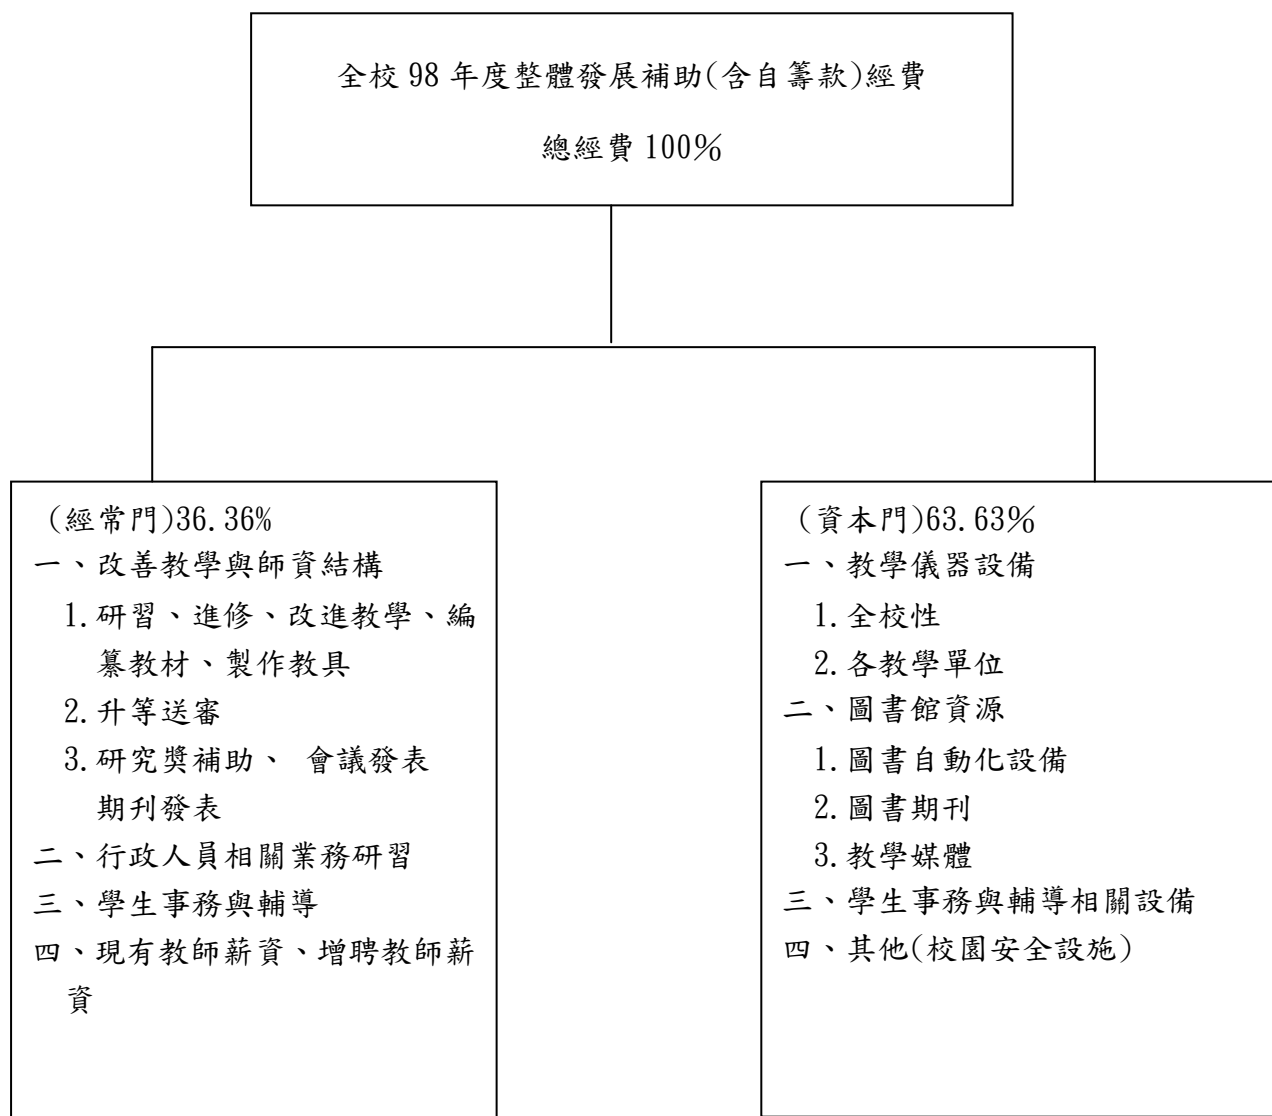 全校 98 年度整體發展補助(含自籌款)經費
總經費 100%
(經常門)36.36%
一、改善教學與師資結構
1.研習、進修、改進教學、編
纂教材、製作教具
2.升等送審
3.研究獎補助、 會議發表
期刊發表
二、行政人員相關業務研習
三、學生事務與輔導
四、現有教師薪資、增聘教師薪
資
(資本門)63.63%
一、教學儀器設備
1.全校性
2.各教學單位
二、圖書館資源
1.圖書自動化設備
2.圖書期刊
3.教學媒體
三、學生事務與輔導相關設備
四、其他(校園安全設施)